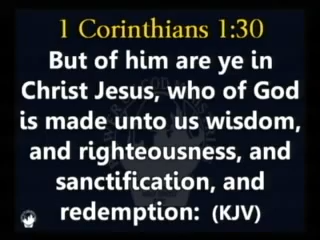 1 Corinthians 1:30
But of him are ye in
Christ Jesus, who of God
is made unto us wisdom,
and righteousness, and
sanctification, and
redemption: (KJV)